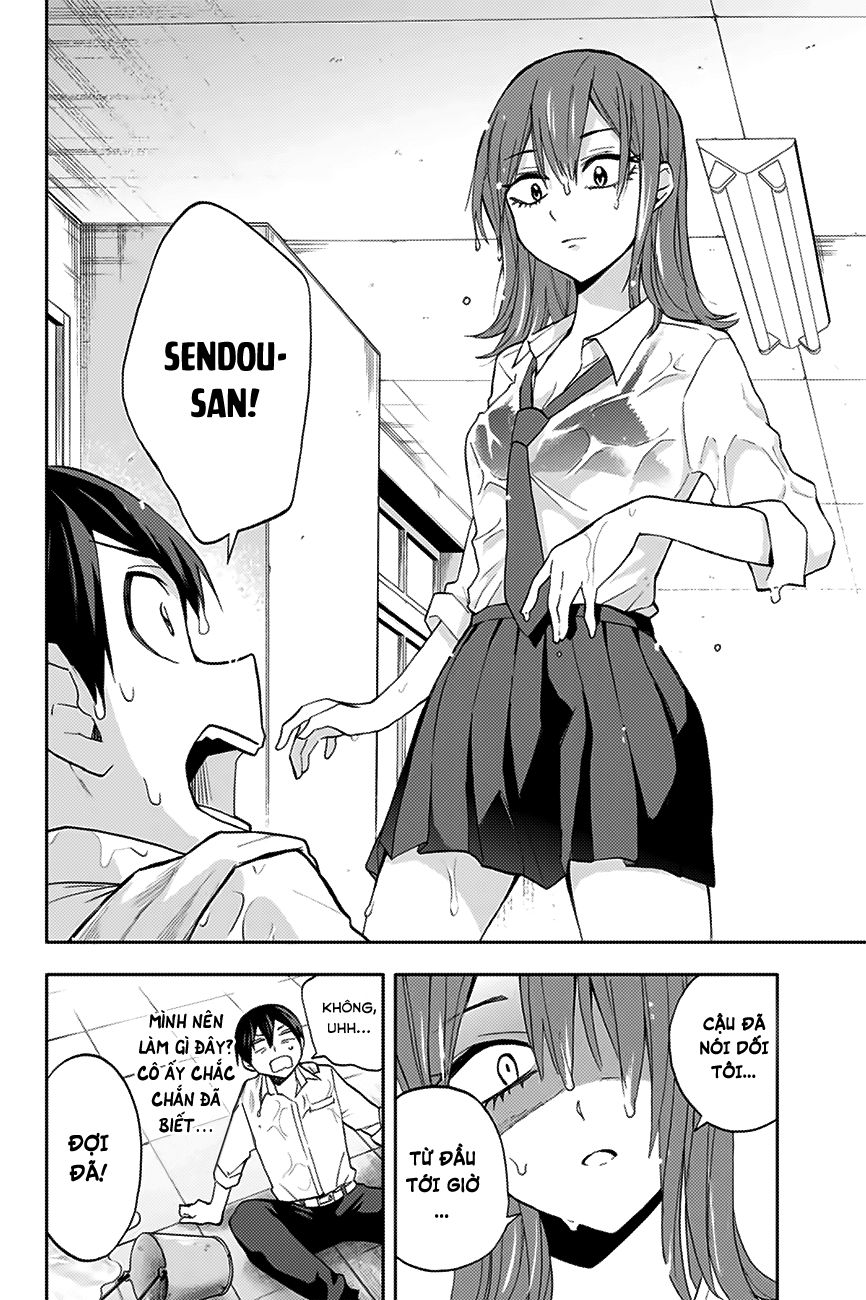 SENDOU-
SAN!
CẬU ĐÃ
NÓI DỐI
TÔI...
TỪ ĐẦU
TỚI GIỜ
...
KHÔNG,
UHH...
MÌNH NÊN
LÀM GÌ ĐÂY?
CÔ ẤY CHẮC
CHẮN ĐÃ
BIẾT...
ĐỢI
ĐÃ!